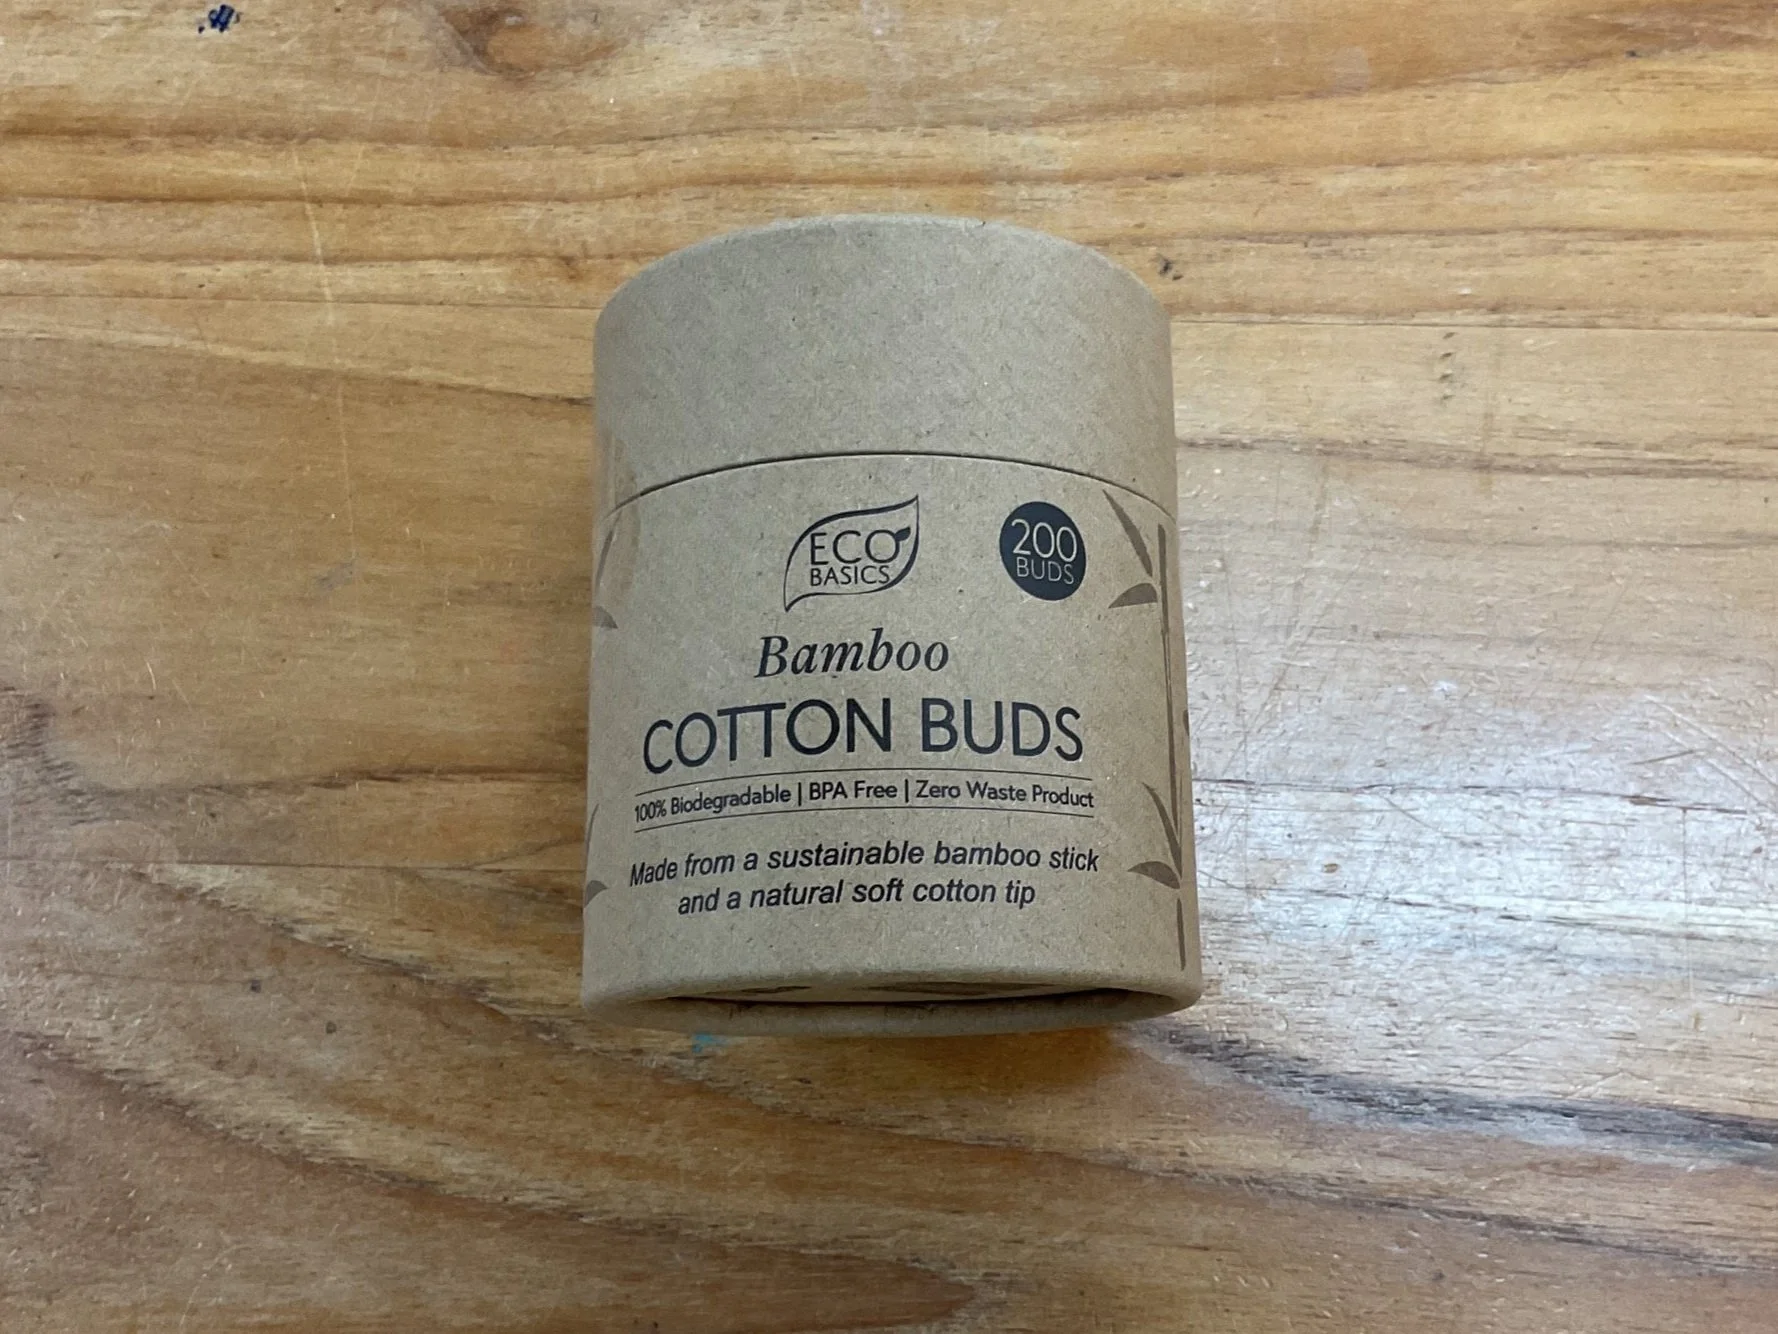 ECO
BASICS
200
BUDS
Bamboo
COTTON BUDS
100% Biodegradable | BPA Free | Zero Waste Product
Made from a sustainable bamboo stick
and a natural soft cotton tip